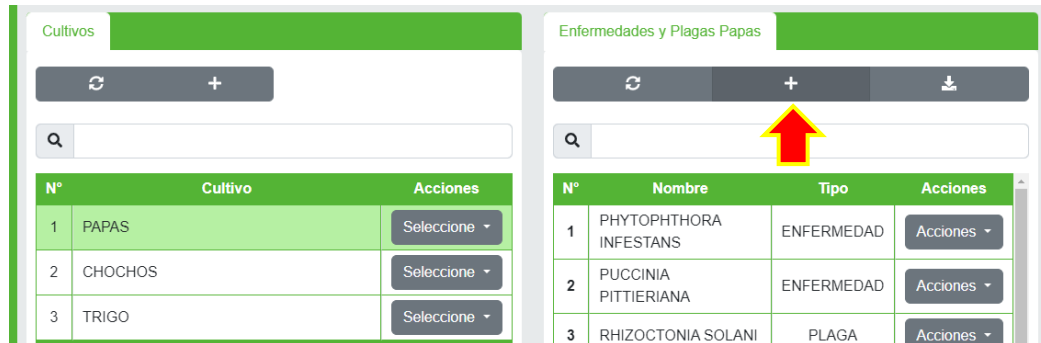 Cultivos
N° Cultivo Acciones
1 PAPAS Seleccione
2 CHOCHOS Seleccione
3 TRIGO Seleccione
Enfermedades y Plagas Papas
N° Nombre Tipo Acciones
1 PHYTOPHTHORA
INFESTANS ENFERMEDAD Acciones
2 PUCCINIA
PITTIERIANA ENFERMEDAD Acciones
3 RHIZOCTONIA SOLANI PLAGA Acciones